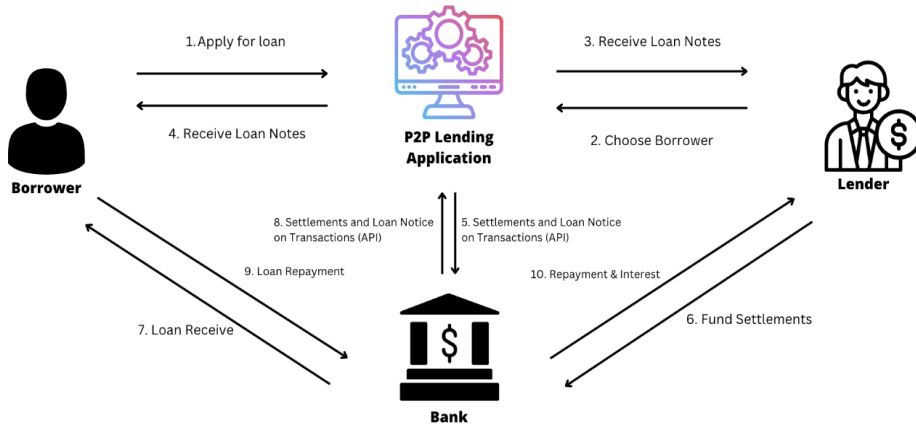 1. Apply for loan
3. Receive Loan Notes
4. Receive Loan Notes
2. Choose Borrower
P2P Lending
Application
Borrower
Lender
8. Settlements and Loan Notice
on Transactions (API)
5. Settlements and Loan Notice
on Transactions (API)
9. Loan Repayment
10. Repayment & Interest
7. Loan Receive
6. Fund Settlements
$
$
Bank